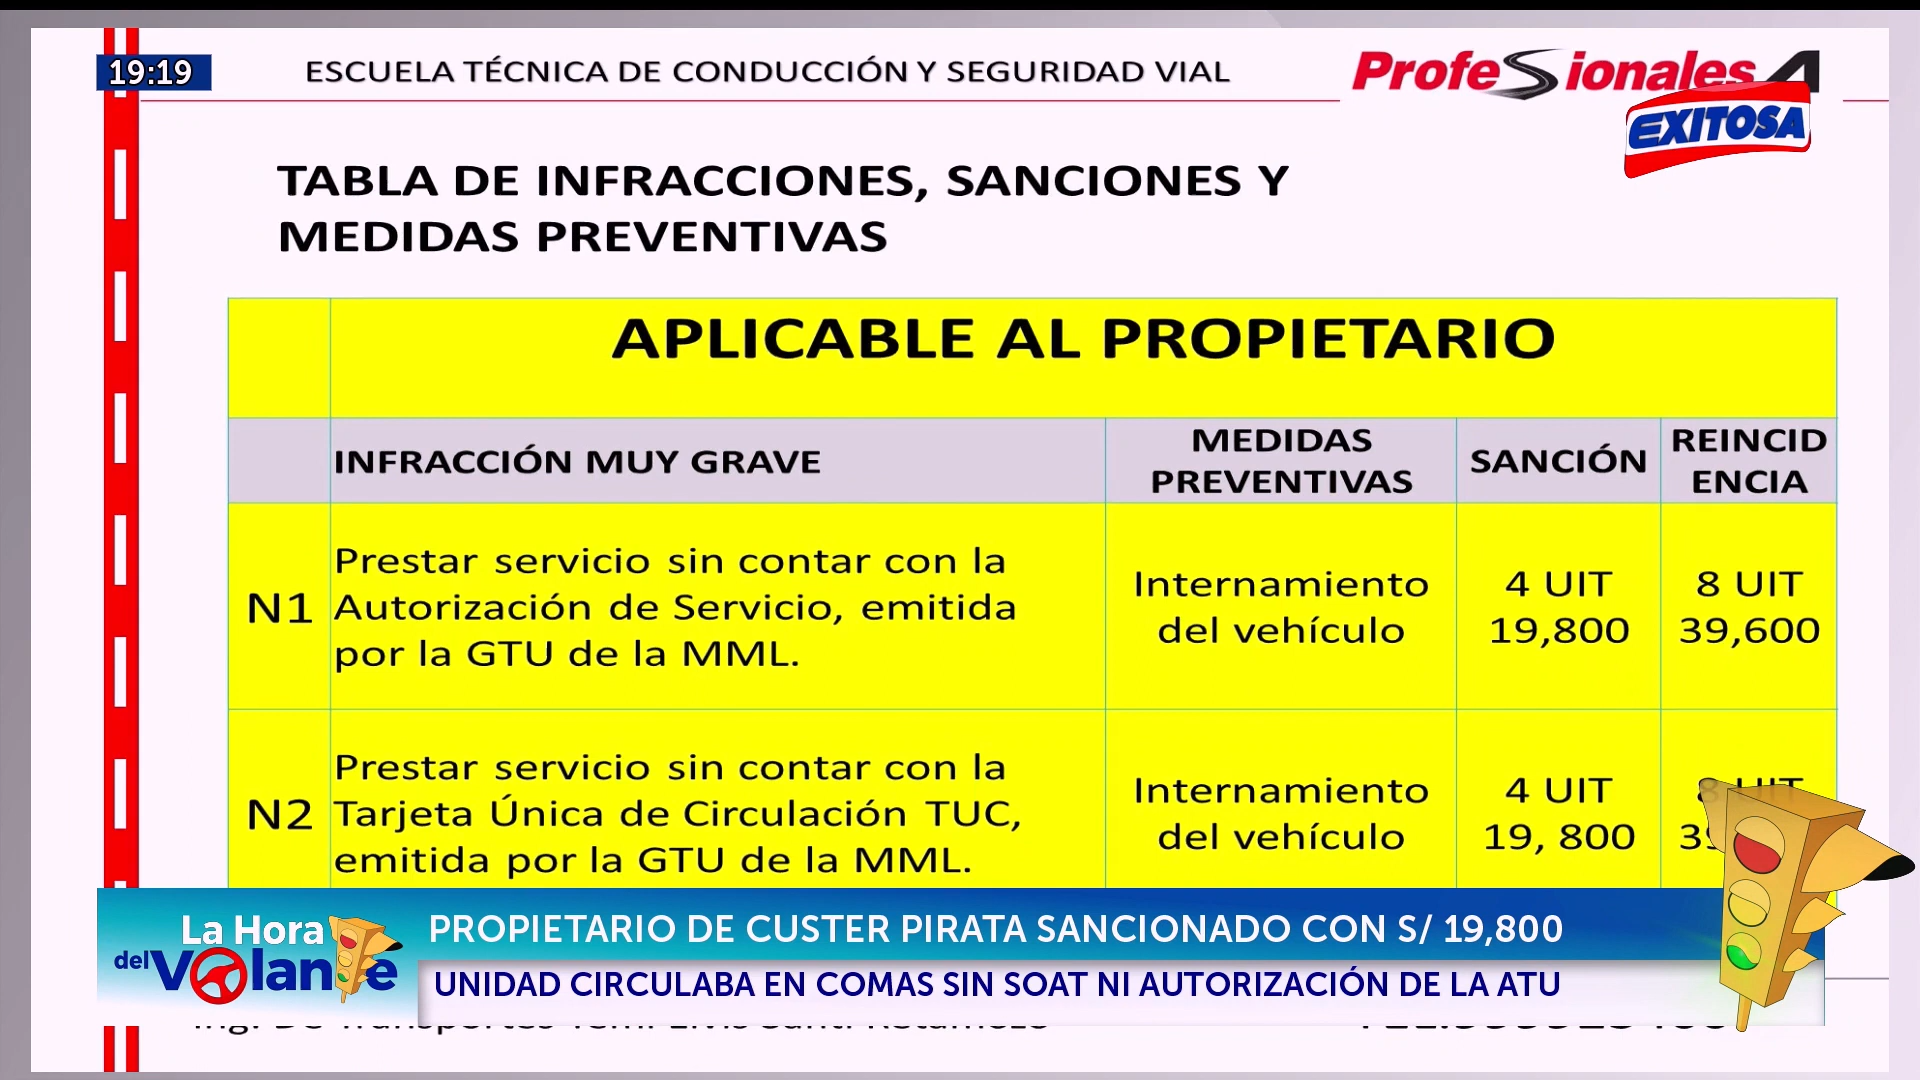 19:19
ESCUELA TÉCNICA DE CONDUCCIÓN Y SEGURIDAD VIAL
ProfeSionales A
EXITOSA
TABLA DE INFRACCIONES, SANCIONES Y
MEDIDAS PREVENTIVAS
APLICABLE AL PROPIETARIO
INFRACCIÓN MUY GRAVE
MEDIDAS
PREVENTIVAS
SANCIÓN
REINCID
ENCIA
N1
Prestar servicio sin contar con la
Autorización de Servicio, emitida
por la GTU de la MML.
Internamiento
del vehículo
4 UIT
19,800
8 UIT
39,600
N2
Prestar servicio sin contar con la
Tarjeta Única de Circulación TUC,
emitida por la GTU de la MML.
Internamiento
del vehículo
4 UIT
19, 800
8 UIT
La Hora
del Volante
PROPIETARIO DE CUSTER PIRATA SANCIONADO CON S/ 19,800
UNIDAD CIRCULABA EN COMAS SIN SOAT NI AUTORIZACIÓN DE LA ATU